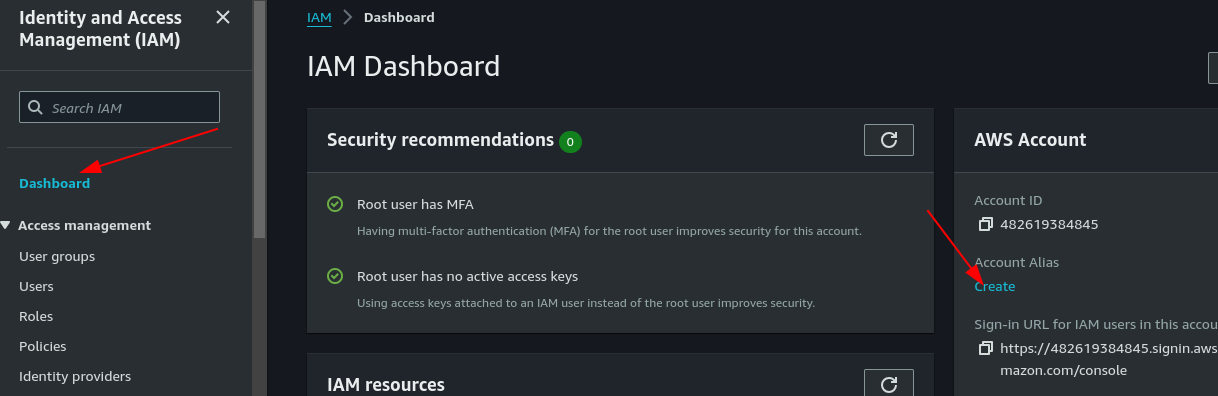 Identity and Access
Management (IAM)
Search IAM
Dashboard
Access management
User groups
Users
Roles
Policies
Identity providers
IAM
Dashboard
IAM Dashboard
Security recommendations 0
Root user has MFA
Having multi-factor authentication (MFA) for the root user improves security for this account.
Root user has no active access keys
Using access keys attached to an IAM user instead of the root user improves security.
IAM resources
AWS Account
Account ID
482619384845
Account Alias
Create
Sign-in URL for IAM users in this accou
https://482619384845.signin.aws
mazon.com/console